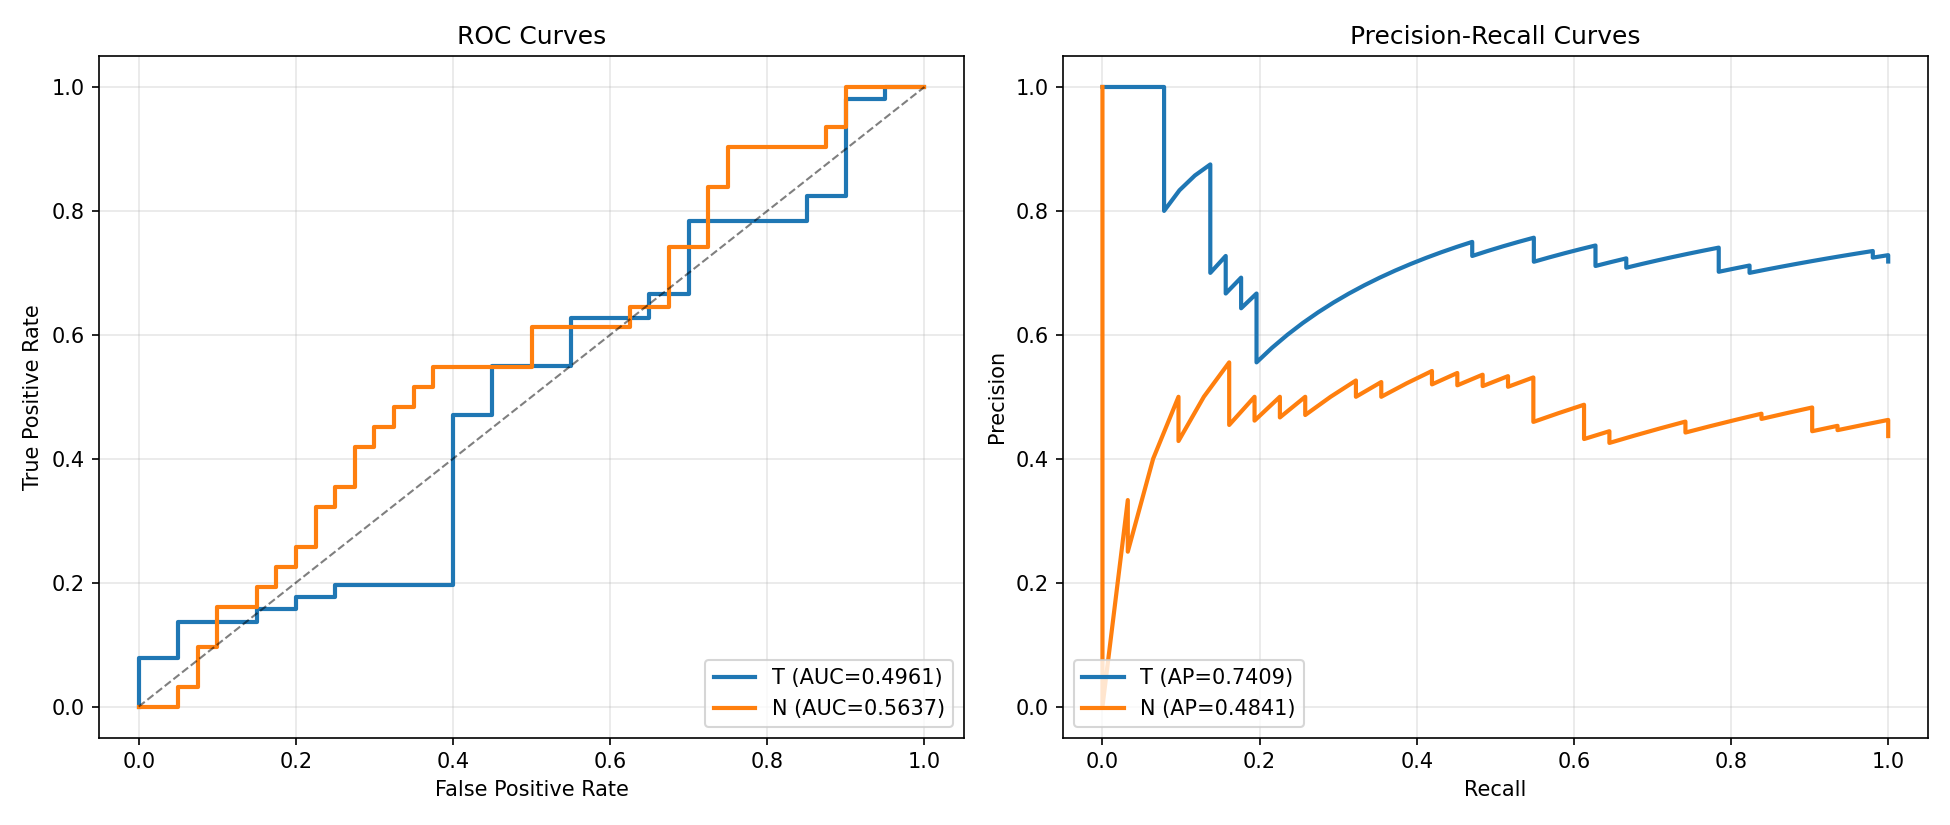 ROC Curves
True Positive Rate
1.0
0.8
0.6
0.4
0.2
0.0
T (AUC=0.4961)
N (AUC=0.5637)
0.0 0.2 0.4 0.6 0.8 1.0
False Positive Rate
Precision-Recall Curves
Precision
1.0
0.8
0.6
0.4
0.2
0.0
T (AP=0.7409)
N (AP=0.4841)
0.0 0.2 0.4 0.6 0.8 1.0
Recall